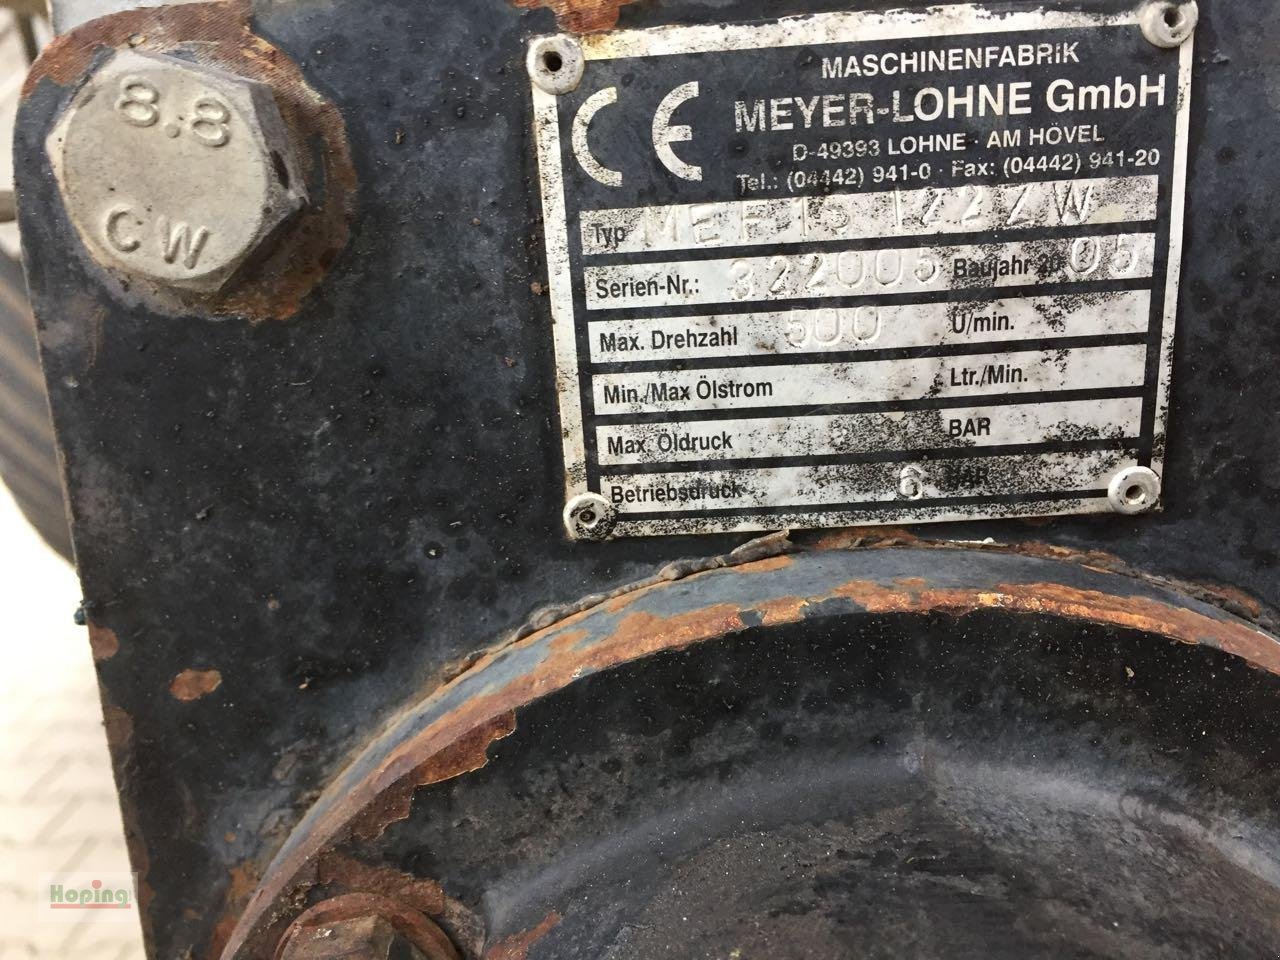 8.8
CW
CE
MASCHINENFABRIK
MEYER-LOHNE GmbH
D-49393 LOHNE · AM HÖVEL
Tel.: (04442) 941-0 · Fax: (04442) 941-20
Typ
Serien-Nr.: 322005 Baujahr 2005
Max. Drehzahl 500 U/min.
Min./Max Ölstrom Ltr./Min.
Max Öldruck BAR
Betriebsdruck 6 BAR
Hoping